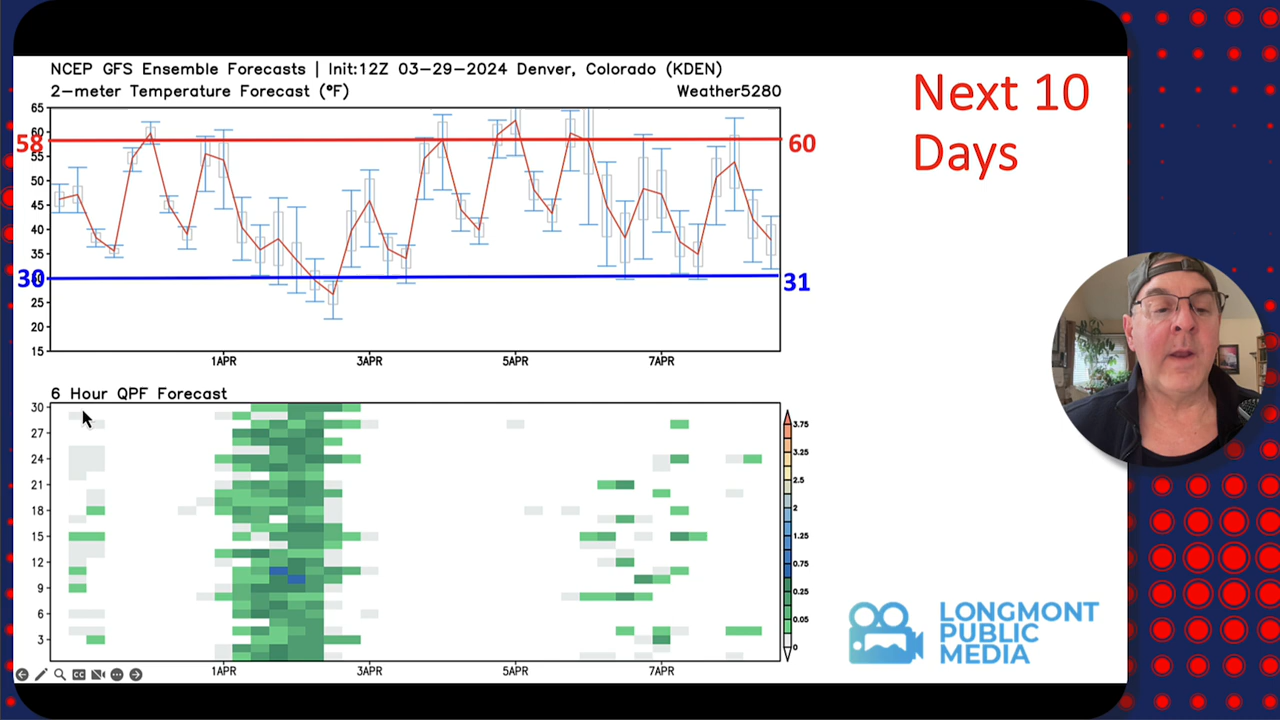 NCEP GFS Ensemble Forecasts | Init:12Z 03-29-2024 Denver, Colorado (KDEN)
2-meter Temperature Forecast (°F)
Weather5280
Next 10
Days
65
60
58
60
55
50
45
40
35
30
31
25
20
15
1APR
3APR
5APR
7APR
6 Hour QPF Forecast
30
27
24
21
18
15
12
9
6
3
3.75
3.25
2.5
2
1.25
0.75
0.25
0.05
0
1APR
3APR
5APR
7APR
CC
LONGMONT
PUBLIC
MEDIA